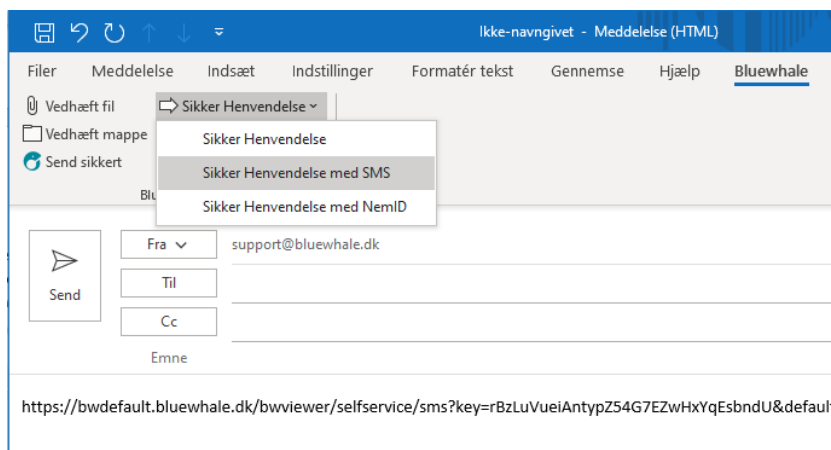 Ikke-navngivet - Meddelelse (HTML)
Filer Meddelelse Indsæt Indstillinger Formatér tekst Gennemse Hjælp Bluewhale
Vedhæft fil Sikker Henvendelse
Vedhæft mappe Sikker Henvendelse
Send sikkert Sikker Henvendelse med SMS
Sikker Henvendelse med NemID
Fra support@bluewhale.dk
Til
Send
Cc
Emne
https://bwdefault.bluewhale.dk/bwviewer/selfservice/sms?key=rBzLuVueiAntypZ54G7EZwHxYqEsbndU&default